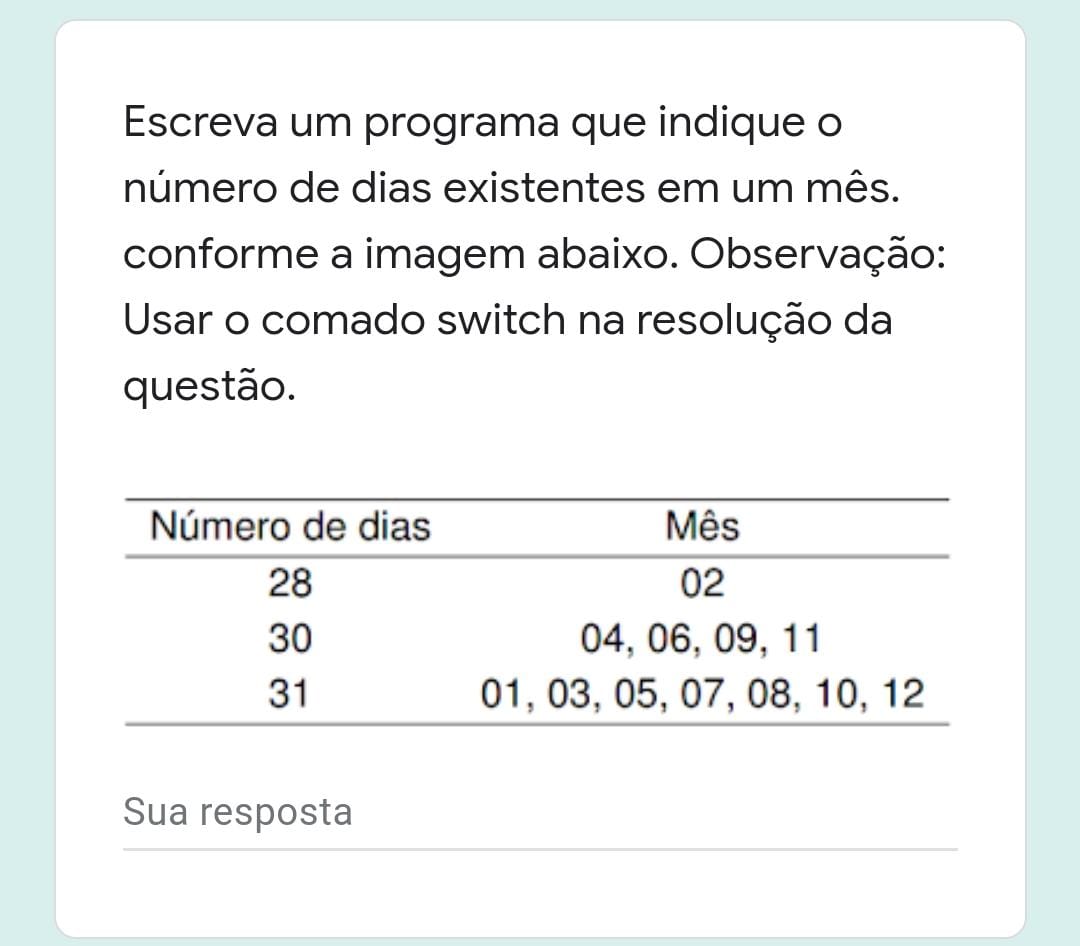 Escreva um programa que indique o
número de dias existentes em um mês.
conforme a imagem abaixo. Observação:
Usar o comado switch na resolução da
questão.
Número de dias Mês
28 02
30 04, 06, 09, 11
31 01, 03, 05, 07, 08, 10, 12
Sua resposta